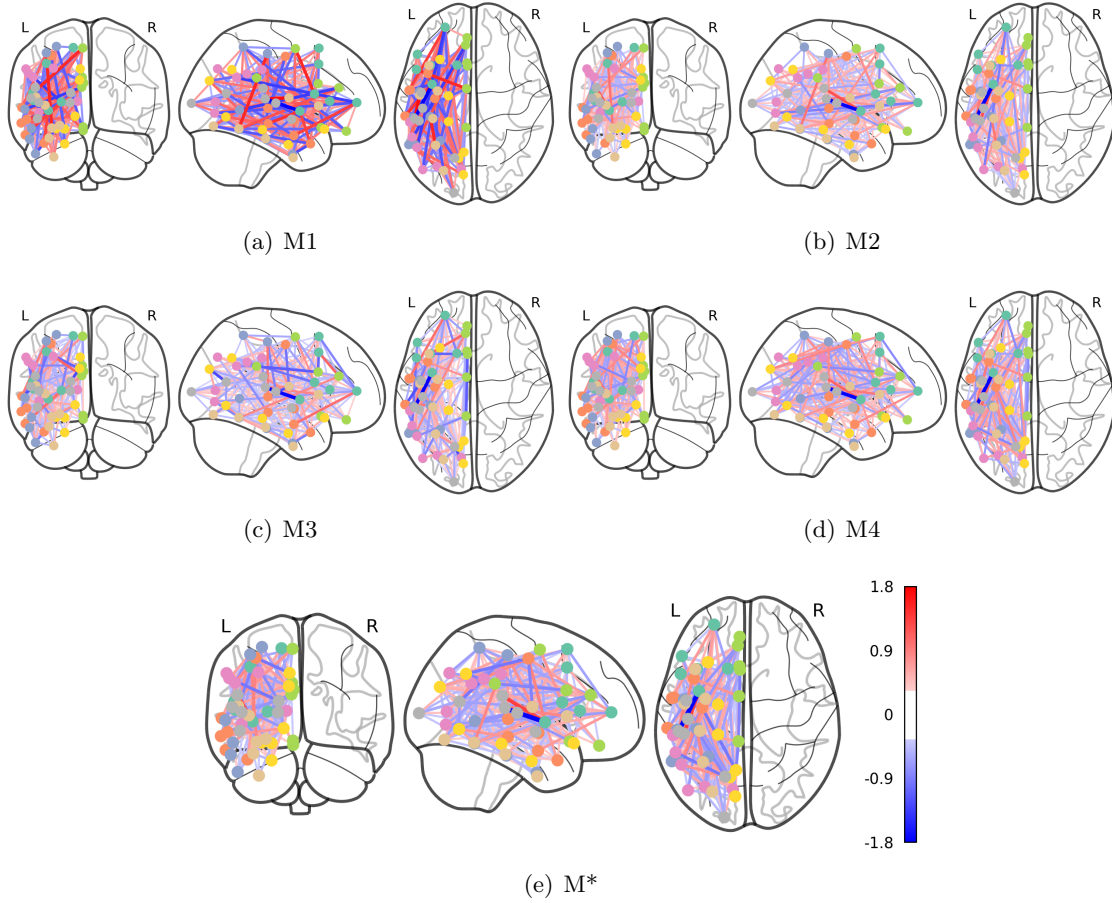 L R L R
L R L R
(a) M1
(b) M2
L R L R
L R L R
(c) M3
(d) M4
L R L R
1.8
0.9
0
-0.9
-1.8
(e) M*